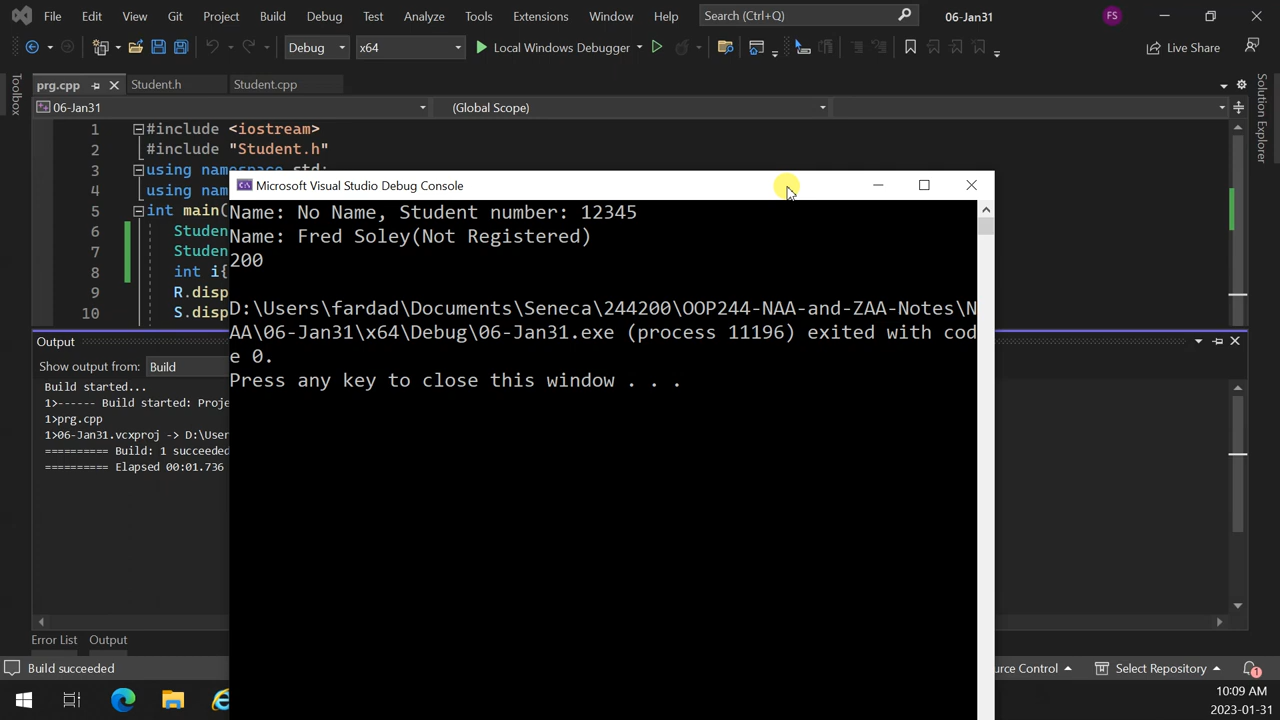 File Edit View Git Project Build Debug Test Analyze Tools Extensions Window Help Search (Ctrl+Q) 06-Jan31 FS
Debug x64 Local Windows Debugger Live Share
prg.cpp Student.h Student.cpp
Toolbox
Solution Explorer
06-Jan31 (Global Scope)
1 #include <iostream>
2 #include "Student.h"
3 using namespace std;
4 using
5 int main(
6
7
8 int i{
9 R.disp
10 S.disp
Microsoft Visual Studio Debug Console
Name: No Name, Student number: 12345
Name: Fred Soley(Not Registered)
200
D:\Users\fardad\Documents\Seneca\244200\OOP244-NAA-and-ZAA-Notes\N
AA\06-Jan31\x64\Debug\06-Jan31.exe (process 11196) exited with cod
e 0.
Press any key to close this window . . .
Output
Show output from: Build
Build started...
1>------ Build started: Proje
1>prg.cpp
1>06-Jan31.vcxproj -> D:\User
========== Build: 1 succeeded
========== Elapsed 00:01.736
Error List Output
Build succeeded
Select Repository 1
10:09 AM
2023-01-31